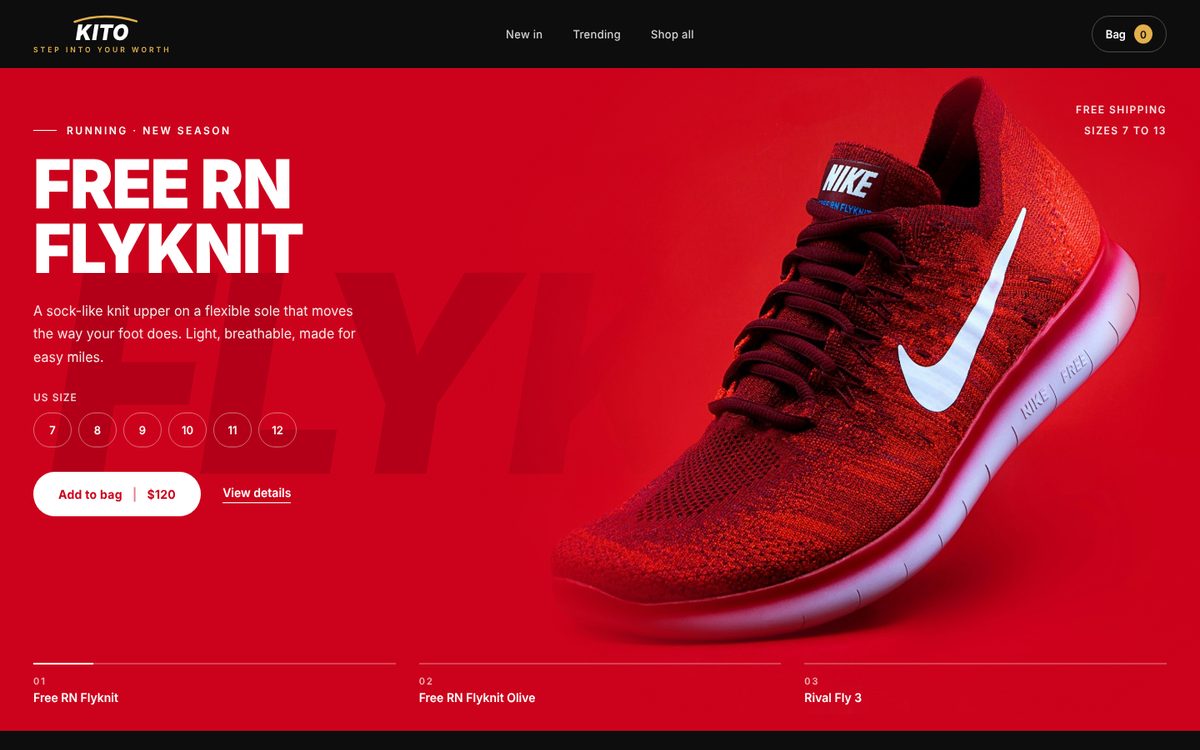 KITO
STEP INTO YOUR WORTH
New in
Trending
Shop all
Bag 0
FREE SHIPPING
SIZES 7 TO 13
RUNNING · NEW SEASON
FREE RN
FLYKNIT
A sock-like knit upper on a flexible sole that moves
the way your foot does. Light, breathable, made for
easy miles.
US SIZE
7 8 9 10 11 12
Add to bag | $120
View details
FLYK
NIKE
FREE RN FLYKNIT
NIKE FREE
01
Free RN Flyknit
02
Free RN Flyknit Olive
03
Rival Fly 3